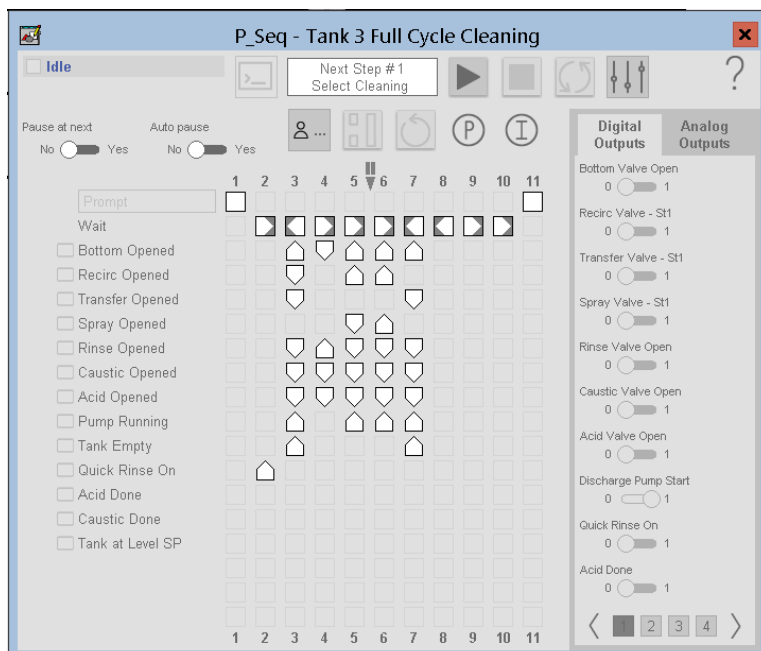 P_Seq - Tank 3 Full Cycle Cleaning
Idle
>_
Next Step # 1
Select Cleaning
?
Pause at next
No Yes
Auto pause
No Yes
...
P
I
1 2 3 4 5 6 7 8 9 10 11
Prompt
Wait
Bottom Opened
Recirc Opened
Transfer Opened
Spray Opened
Rinse Opened
Caustic Opened
Acid Opened
Pump Running
Tank Empty
Quick Rinse On
Acid Done
Caustic Done
Tank at Level SP
1 2 3 4 5 6 7 8 9 10 11
Digital
Outputs
Analog
Outputs
Bottom Valve Open
0 1
Recirc Valve - St1
0 1
Transfer Valve - St1
0 1
Spray Valve - St1
0 1
Rinse Valve Open
0 1
Caustic Valve Open
0 1
Acid Valve Open
0 1
Discharge Pump Start
0 1
Quick Rinse On
0 1
Acid Done
0 1
1 2 3 4